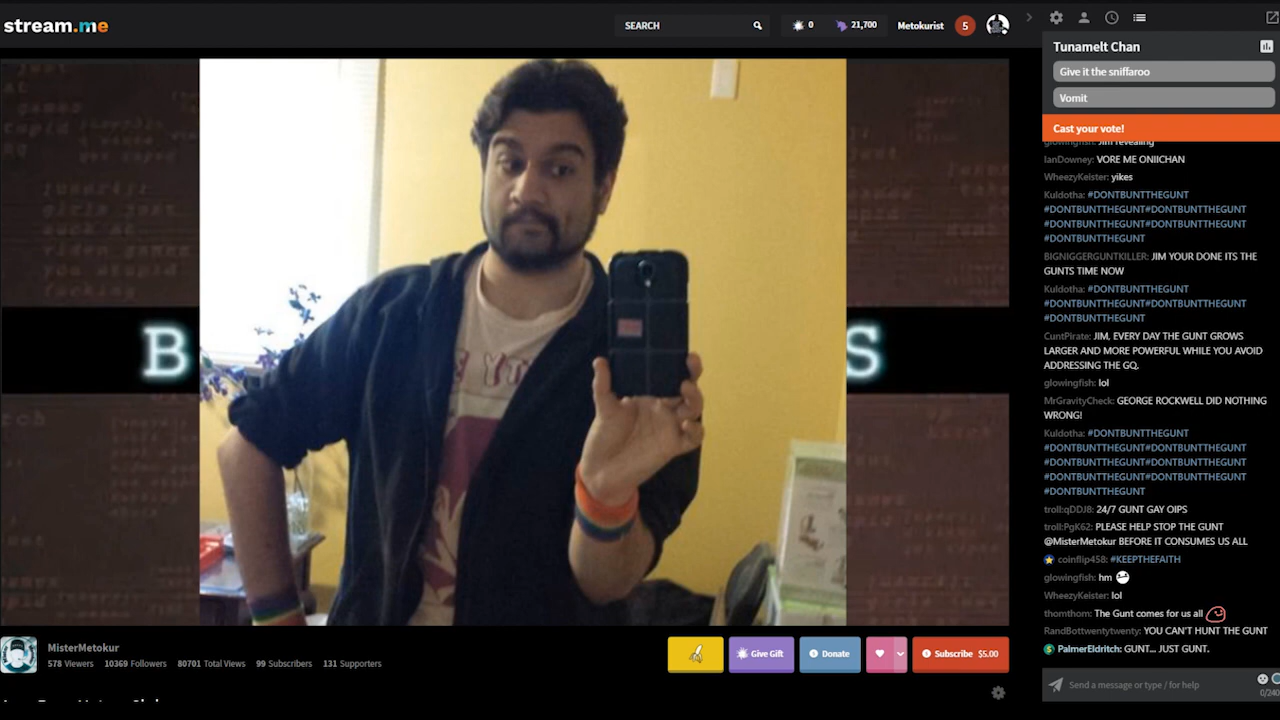 stream.me
SEARCH
0
21,700
Metokurist
5
Tunamelt Chan
Give it the sniffaroo
Vomit
Cast your vote!
glowingfish: Jim revealing
IanDowney: VORE ME ONIICHAN
WheezyKeister: yikes
Kuldotha: #DONTBUNTTHEGUNT
#DONTBUNTTHEGUNT#DONTBUNTTHEGUNT
#DONTBUNTTHEGUNT#DONTBUNTTHEGUNT
#DONTBUNTTHEGUNT
BIGNIGGERGUNTKILLER: JIM YOUR DONE ITS THE
GUNTS TIME NOW
Kuldotha: #DONTBUNTTHEGUNT
#DONTBUNTTHEGUNT#DONTBUNTTHEGUNT
#DONTBUNTTHEGUNT
CuntPirate: JIM, EVERY DAY THE GUNT GROWS
LARGER AND MORE POWERFUL WHILE YOU AVOID
ADDRESSING THE GQ.
glowingfish: lol
MrGravityCheck: GEORGE ROCKWELL DID NOTHING
WRONG!
Kuldotha: #DONTBUNTTHEGUNT
#DONTBUNTTHEGUNT#DONTBUNTTHEGUNT
#DONTBUNTTHEGUNT#DONTBUNTTHEGUNT
#DONTBUNTTHEGUNT#DONTBUNTTHEGUNT
#DONTBUNTTHEGUNT
troll:qDDJ8: 24/7 GUNT GAY OIPS
troll:PgK62: PLEASE HELP STOP THE GUNT
@MisterMetokur BEFORE IT CONSUMES US ALL
coinflip458: #KEEPTHEFAITH
glowingfish: hm
WheezyKeister: lol
thomthom: The Gunt comes for us all
RandBottwentytwenty: YOU CAN'T HUNT THE GUNT
PalmerEldritch: GUNT... JUST GUNT.
Send a message or type / for help
0/240
B
S
MisterMetokur
578 Viewers 10369 Followers 80701 Total Views 99 Subscribers 131 Supporters
Give Gift
Donate
Subscribe $5.00